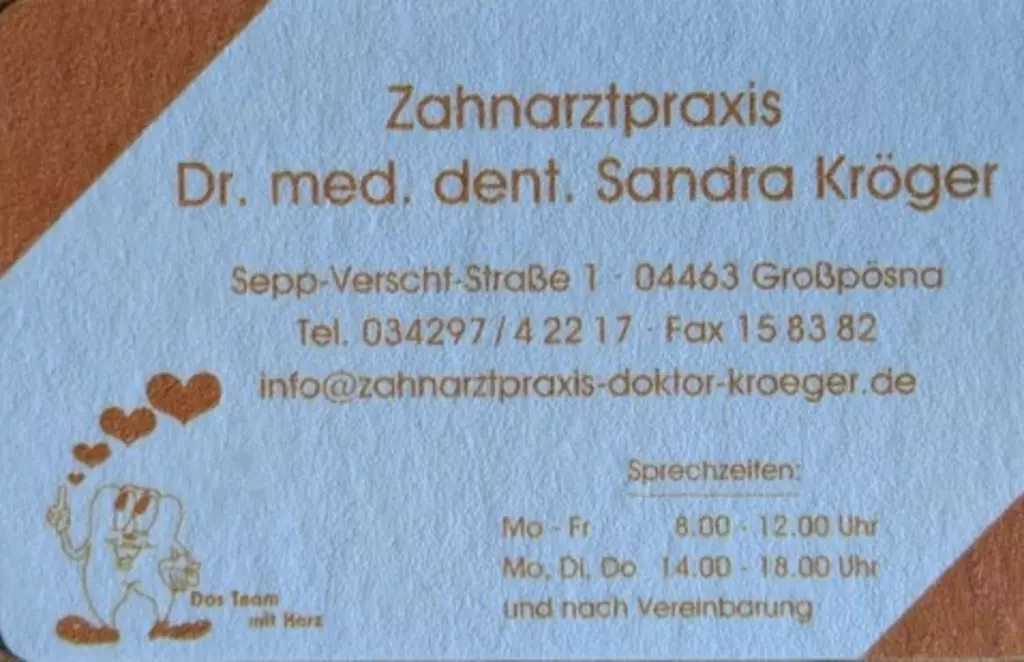 Zahnarztpraxis
Dr. med. dent. Sandra Kröger
Sepp-Verscht-Straße 1 · 04463 Großpösna
Tel. 034297 / 4 22 17 · Fax 15 83 82
info@zahnarztpraxis-doktor-kroeger.de
Sprechzeiten:
Mo - Fr 8.00 - 12.00 Uhr
Mo, Di, Do 14.00 - 18.00 Uhr
und nach Vereinbarung
Das Team
mit Herz